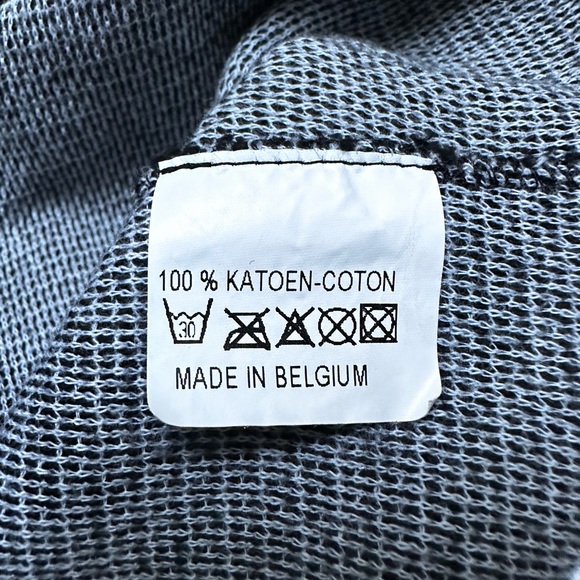 100 % KATOEN-COTON
30
MADE IN BELGIUM